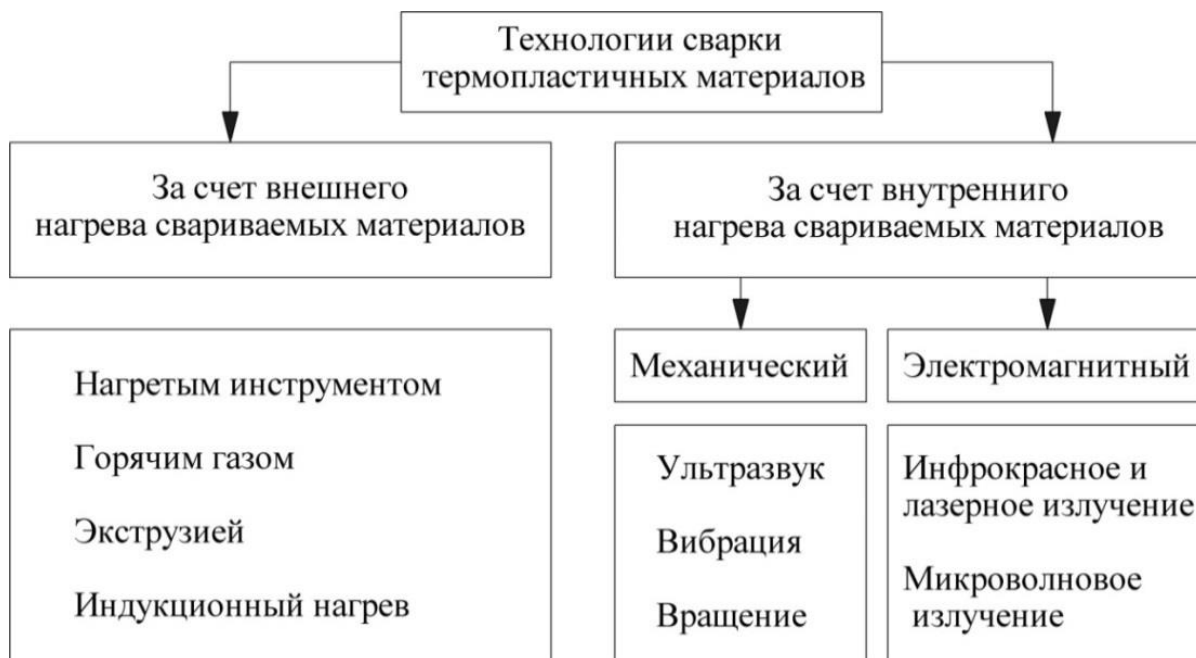 Технологии сварки
термопластичных материалов
За счет внешнего
нагрева свариваемых материалов
За счет внутренниго
нагрева свариваемых материалов
Нагретым инструментом
Горячим газом
Экструзией
Индукционный нагрев
Механический
Ультразвук
Вибрация
Вращение
Электромагнитный
Инфрокрасное и
лазерное излучение
Микроволновое
излучение